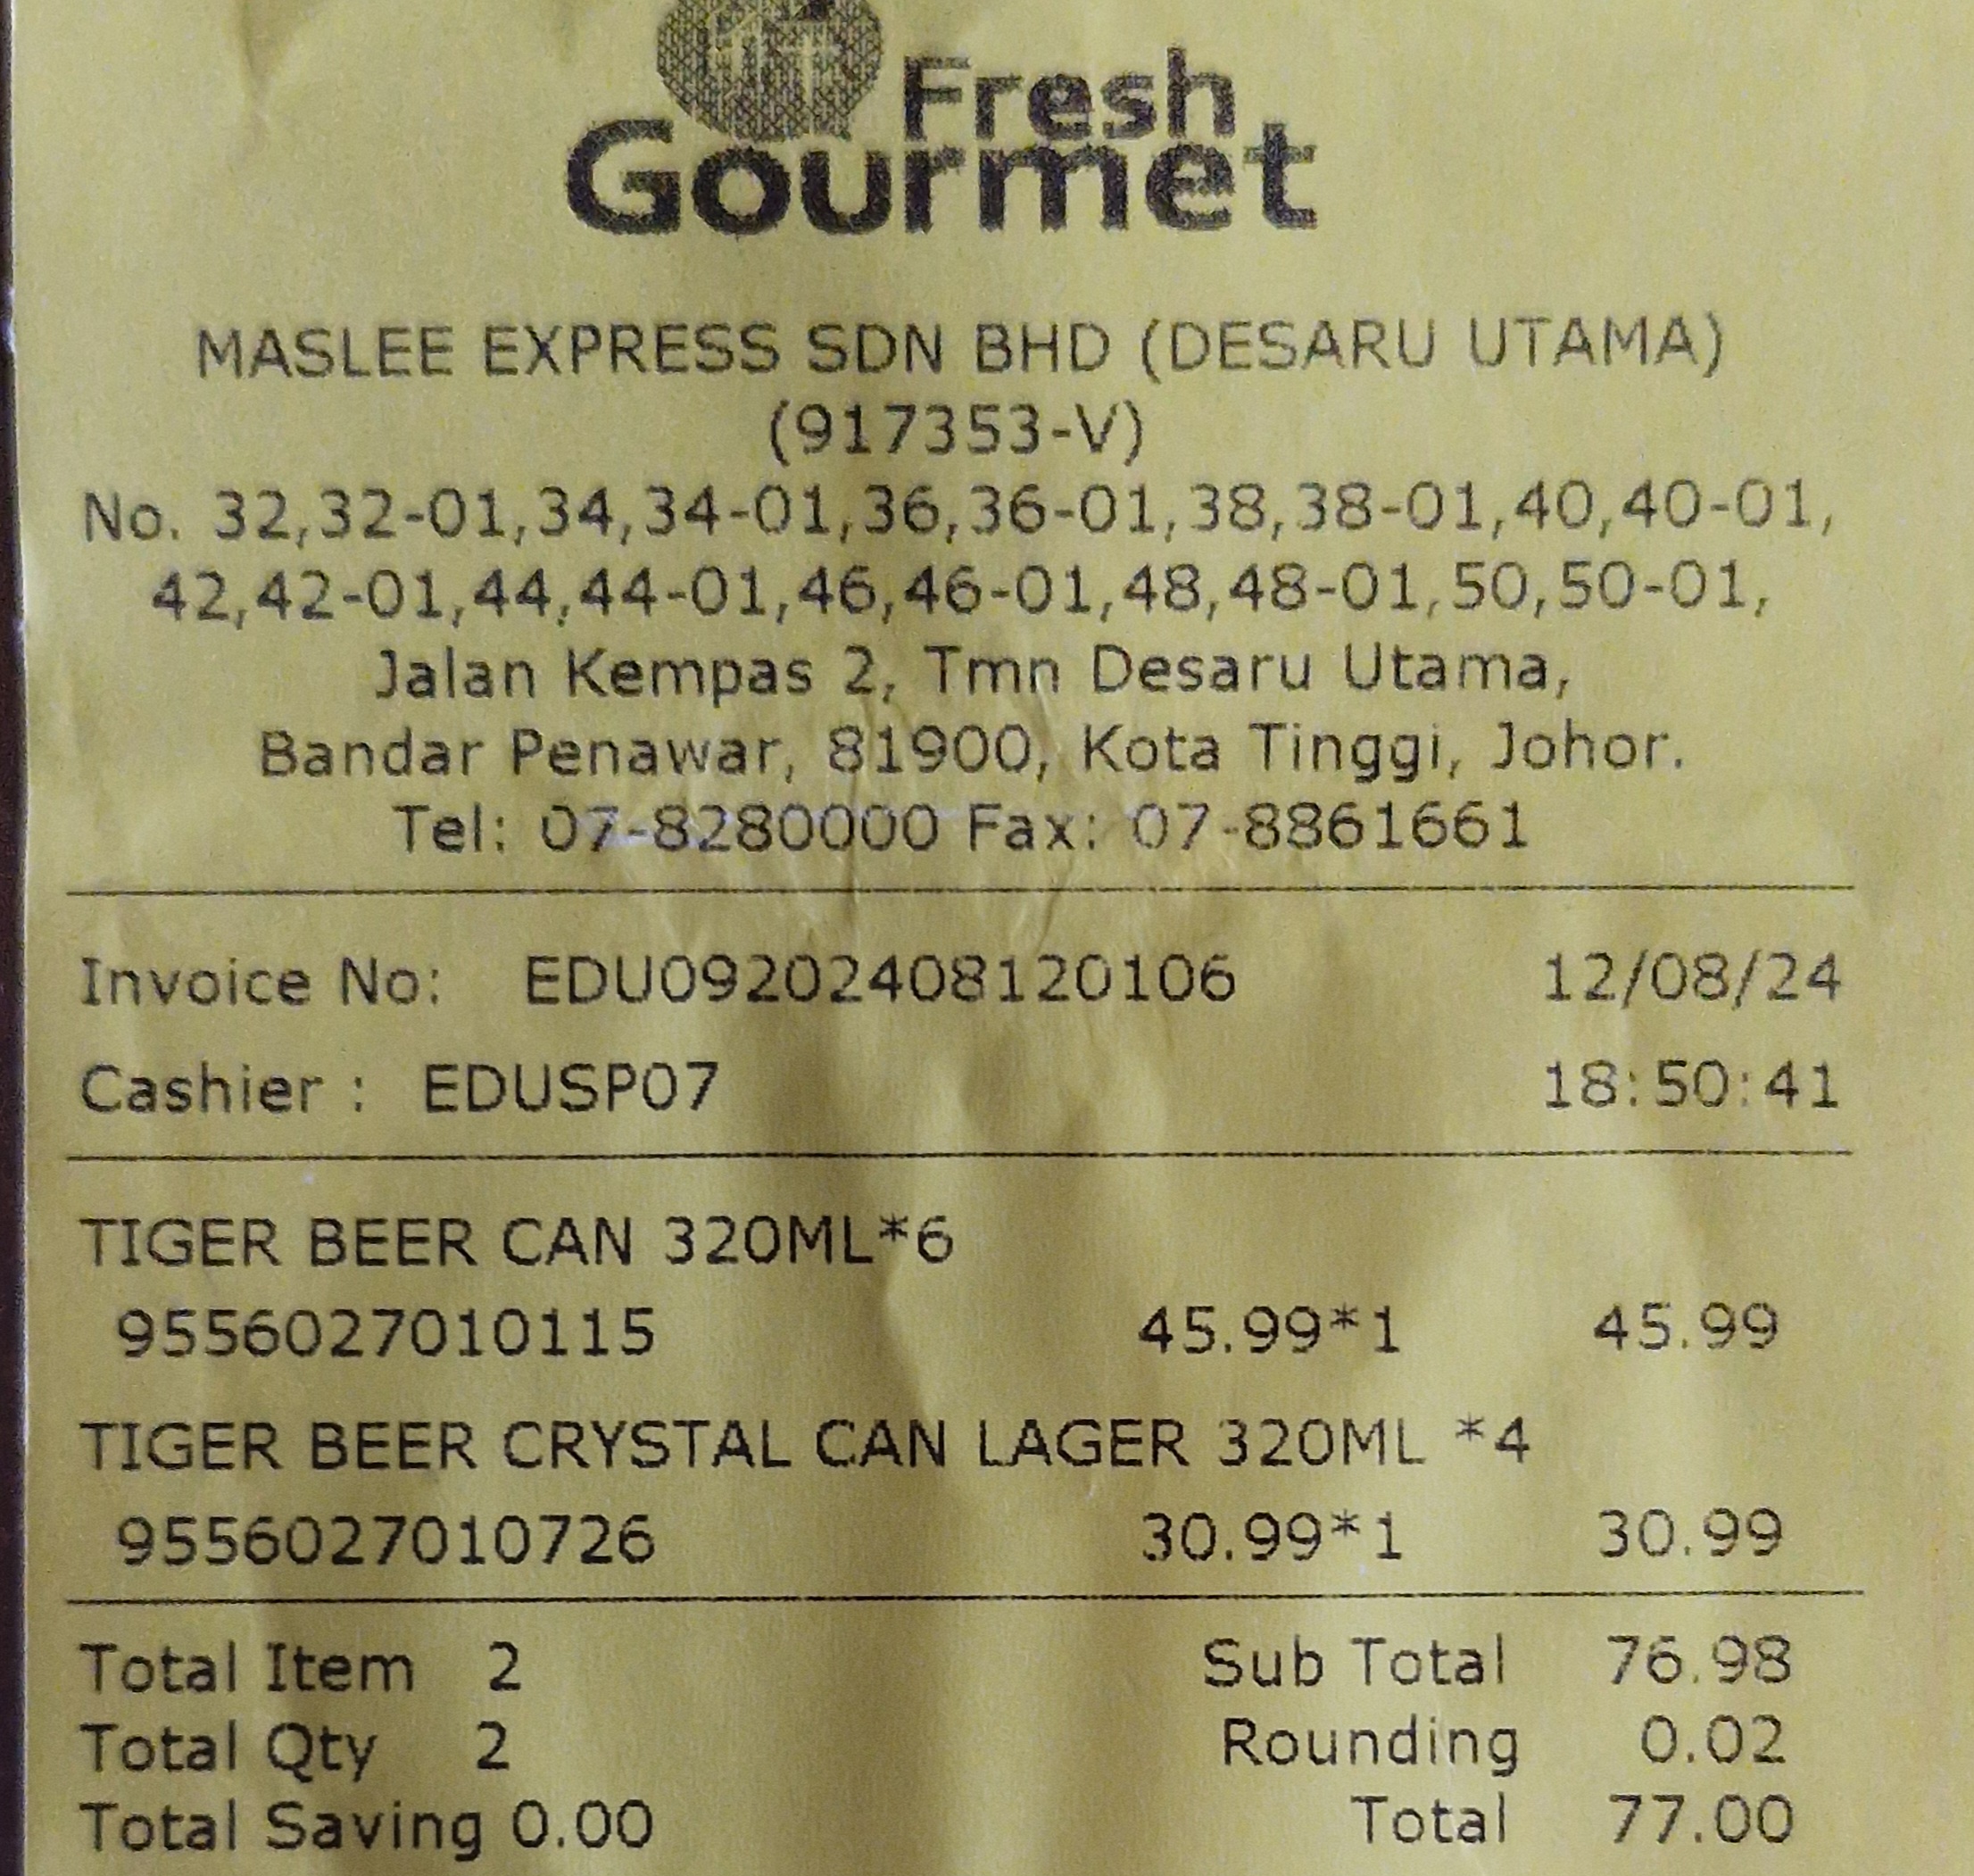 Fresh
Gourmet
MASLEE EXPRESS SDN BHD (DESARU UTAMA)
(917353-V)
No. 32,32-01,34,34-01,36,36-01,38,38-01,40,40-01,
42,42-01,44,44-01,46,46-01,48,48-01,50,50-01,
Jalan Kempas 2, Tmn Desaru Utama,
Bandar Penawar, 81900, Kota Tinggi, Johor.
Tel: 07-8280000 Fax: 07-8861661
Invoice No: EDU09202408120106 12/08/24
Cashier : EDUSP07 18:50:41
TIGER BEER CAN 320ML*6
9556027010115 45.99*1 45.99
TIGER BEER CRYSTAL CAN LAGER 320ML *4
9556027010726 30.99*1 30.99
Total Item 2 Sub Total 76.98
Total Qty 2 Rounding 0.02
Total Saving 0.00 Total 77.00